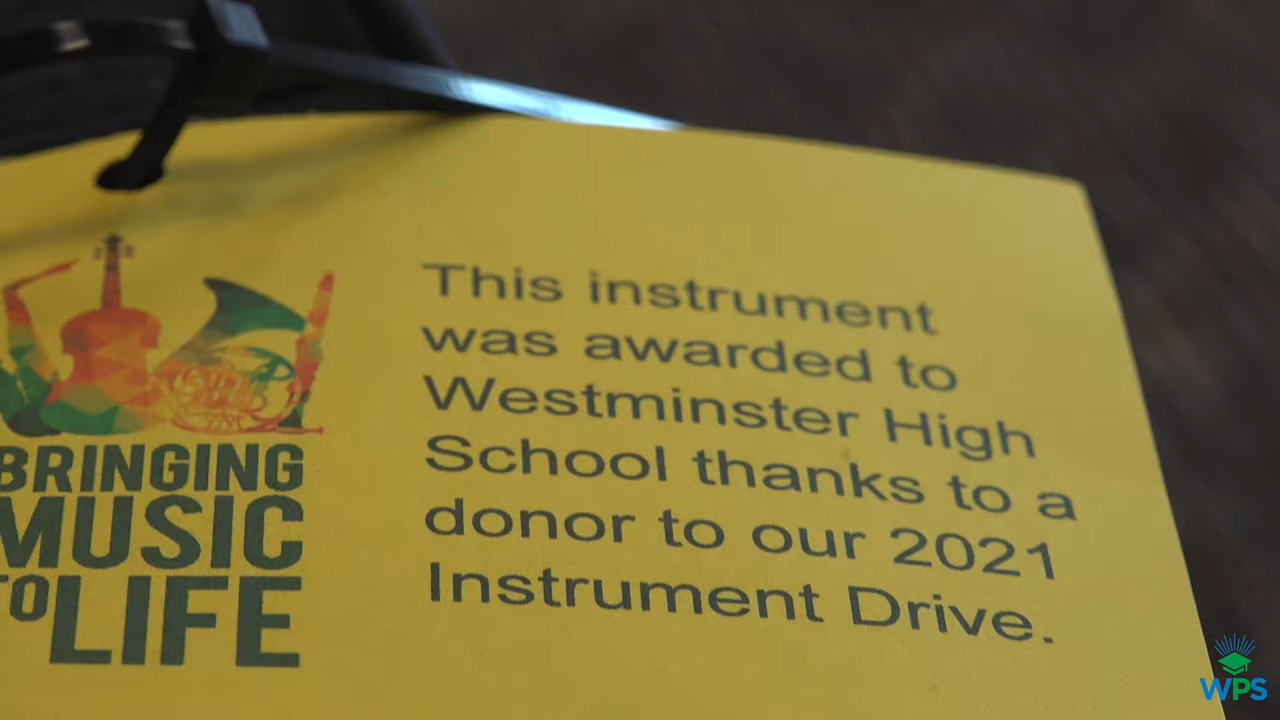 BRINGING
MUSIC
TO LIFE
This instrument
was awarded to
Westminster High
School thanks to a
donor to our 2021
Instrument Drive.
WPS